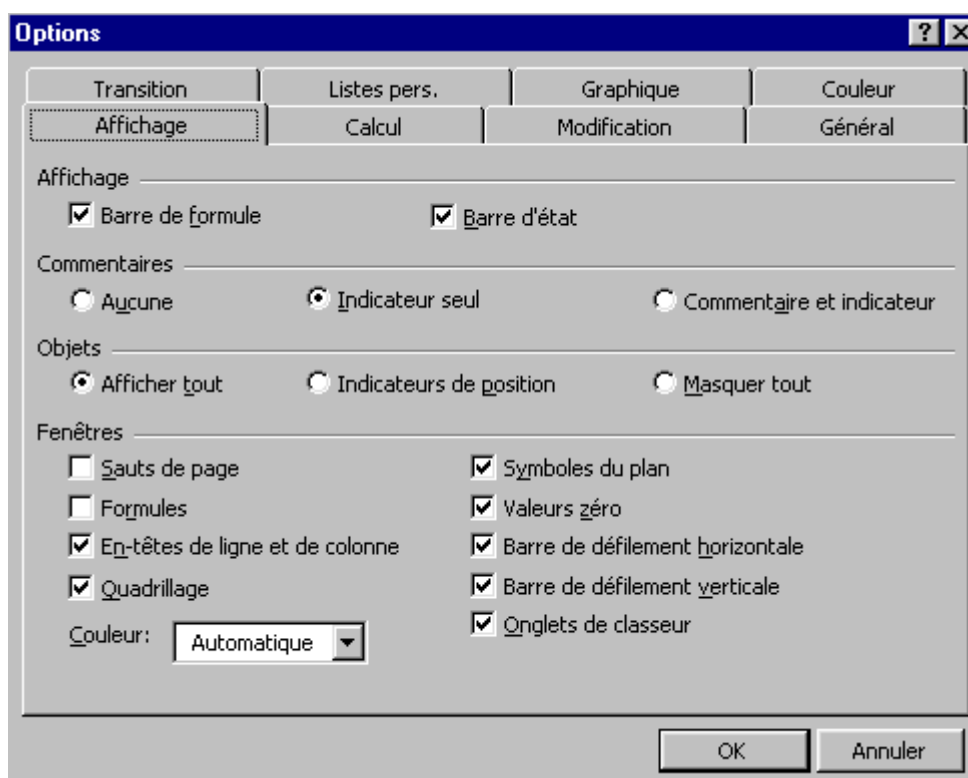 Options
Transition Listes pers. Graphique Couleur
Affichage Calcul Modification Général
Affichage
Barre de formule Barre d'état
Commentaires
Aucune Indicateur seul Commentaire et indicateur
Objets
Afficher tout Indicateurs de position Masquer tout
Fenêtres
Sauts de page Symboles du plan
Formules Valeurs zéro
En-têtes de ligne et de colonne Barre de défilement horizontale
Quadrillage Barre de défilement verticale
Couleur: Automatique Onglets de classeur
OK Annuler